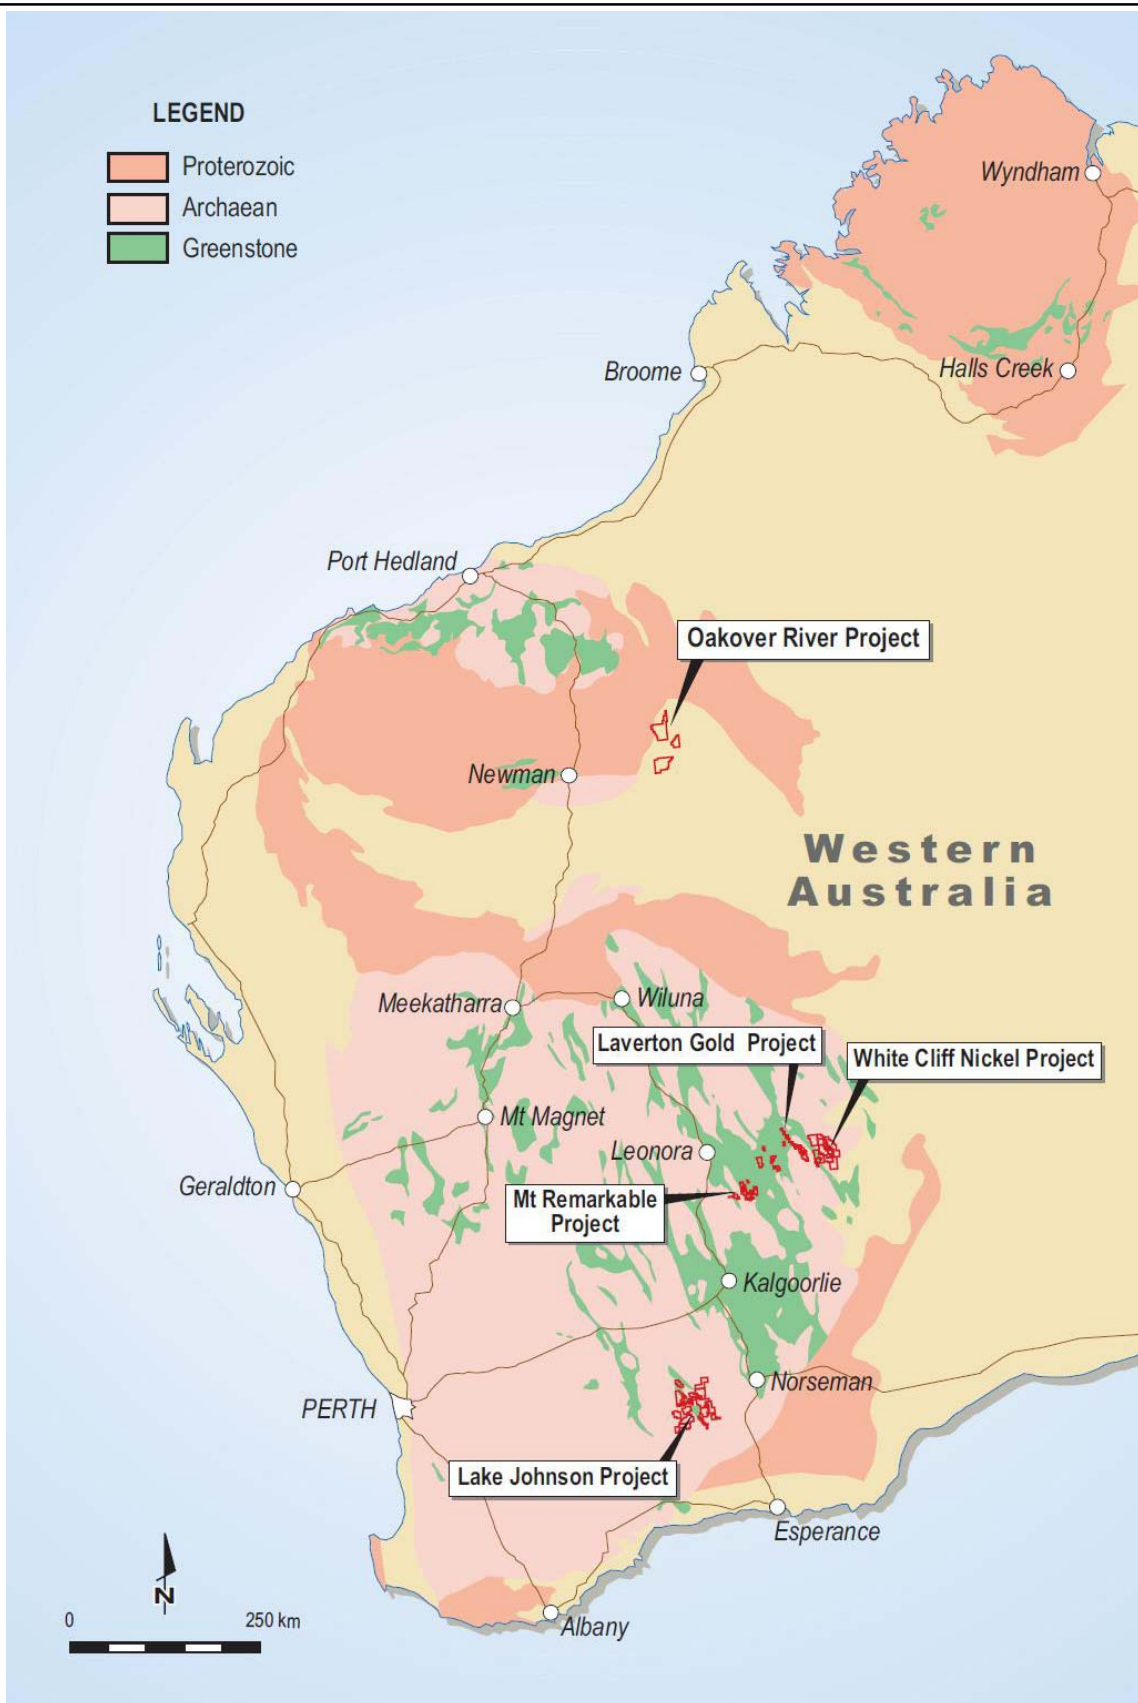 LEGEND
Proterozoic
Archaean
Greenstone
Wyndham
Broome
Halls Creek
Port Hedland
Oakover River Project
Newman
Western
Australia
Meekatharra
Wiluna
Laverton Gold Project
White Cliff Nickel Project
Mt Magnet
Leonora
Geraldton
Mt Remarkable
Project
Kalgoorlie
Norseman
PERTH
Lake Johnson Project
Esperance
N
0 250 km
Albany